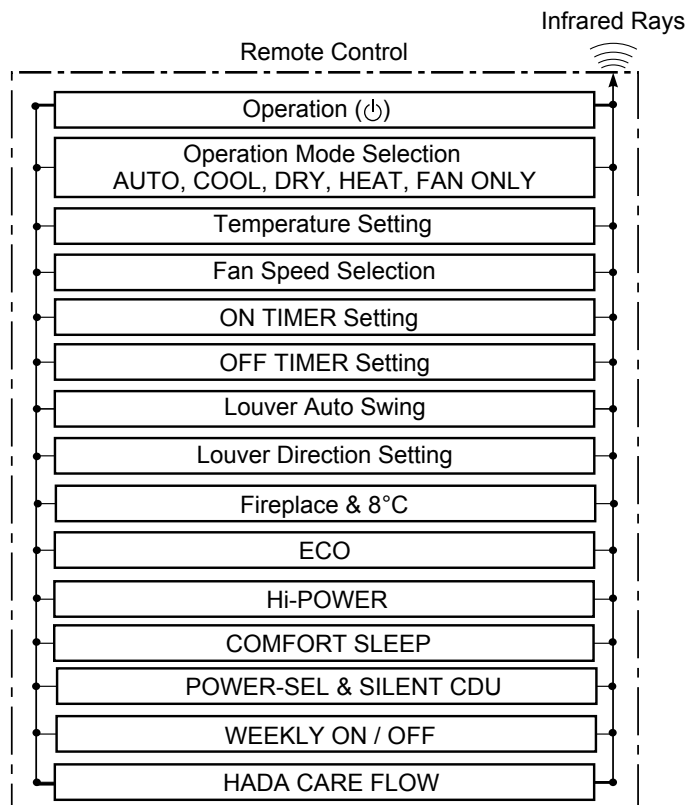 Infrared Rays
Remote Control
Operation (⏻)
Operation Mode Selection
AUTO, COOL, DRY, HEAT, FAN ONLY
Temperature Setting
Fan Speed Selection
ON TIMER Setting
OFF TIMER Setting
Louver Auto Swing
Louver Direction Setting
Fireplace & 8°C
ECO
Hi-POWER
COMFORT SLEEP
POWER-SEL & SILENT CDU
WEEKLY ON / OFF
HADA CARE FLOW